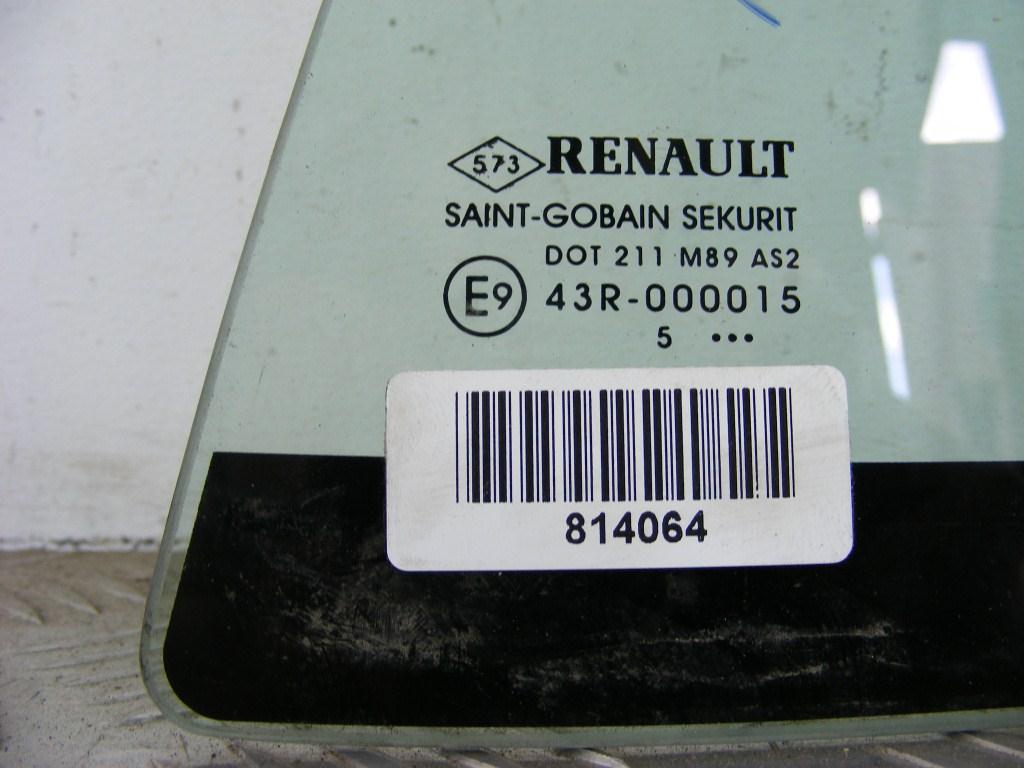 573 RENAULT
SAINT-GOBAIN SEKURIT
DOT 211 M89 AS2
E9 43R-000015
5 •••
814064